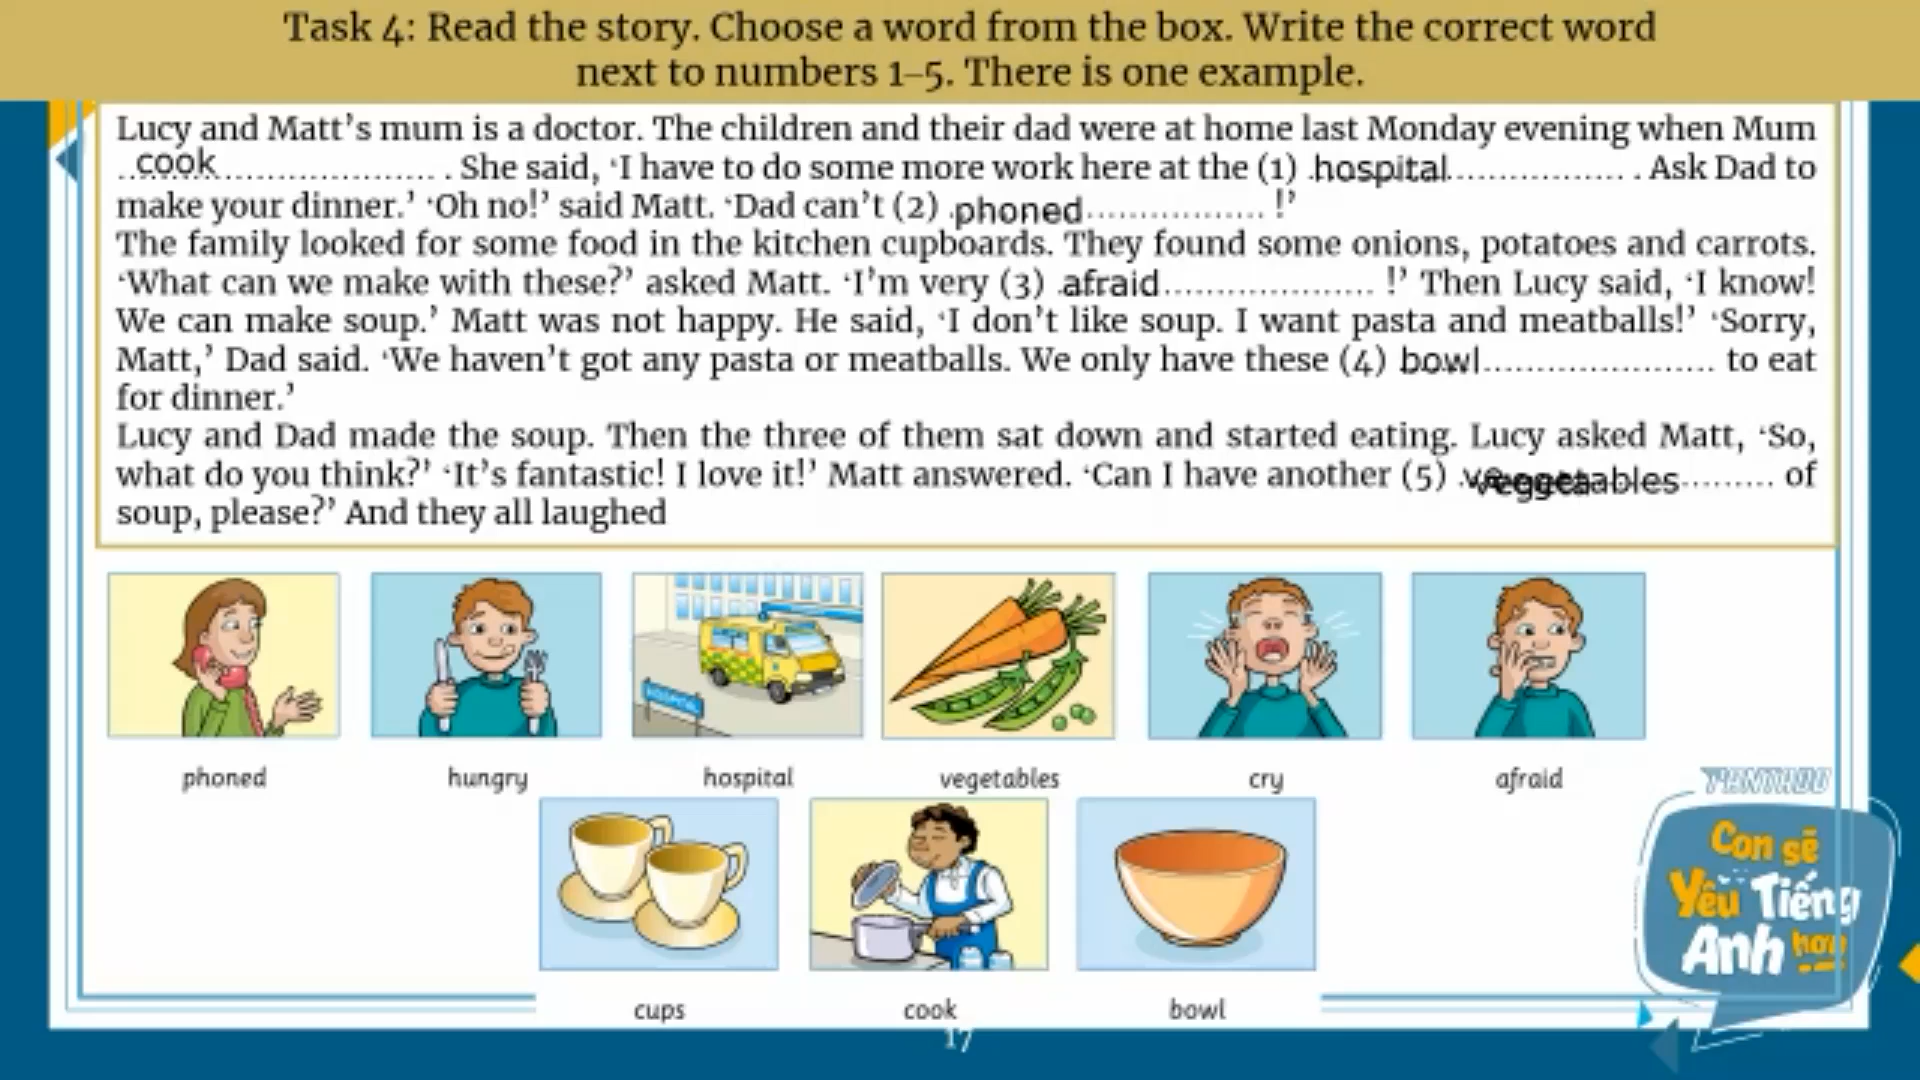 Task 4: Read the story. Choose a word from the box. Write the correct word
next to numbers 1–5. There is one example.
Lucy and Matt’s mum is a doctor. The children and their dad were at home last Monday evening when Mum
cook . She said, ‘I have to do some more work here at the (1) hospital . Ask Dad to
make your dinner.’ ‘Oh no!’ said Matt. ‘Dad can’t (2) phoned !’
The family looked for some food in the kitchen cupboards. They found some onions, potatoes and carrots.
‘What can we make with these?’ asked Matt. ‘I’m very (3) afraid !’ Then Lucy said, ‘I know!
We can make soup.’ Matt was not happy. He said, ‘I don’t like soup. I want pasta and meatballs!’ ‘Sorry,
Matt,’ Dad said. ‘We haven’t got any pasta or meatballs. We only have these (4) bowl to eat
for dinner.’
Lucy and Dad made the soup. Then the three of them sat down and started eating. Lucy asked Matt, ‘So,
what do you think?’ ‘It’s fantastic! I love it!’ Matt answered. ‘Can I have another (5) vegetables of
soup, please?’ And they all laughed
HOSPITAL
phoned hungry hospital vegetables cry afraid
PANTADO
Con sẽ
Yêu Tiếng
Anh hơn
cups cook bowl
17